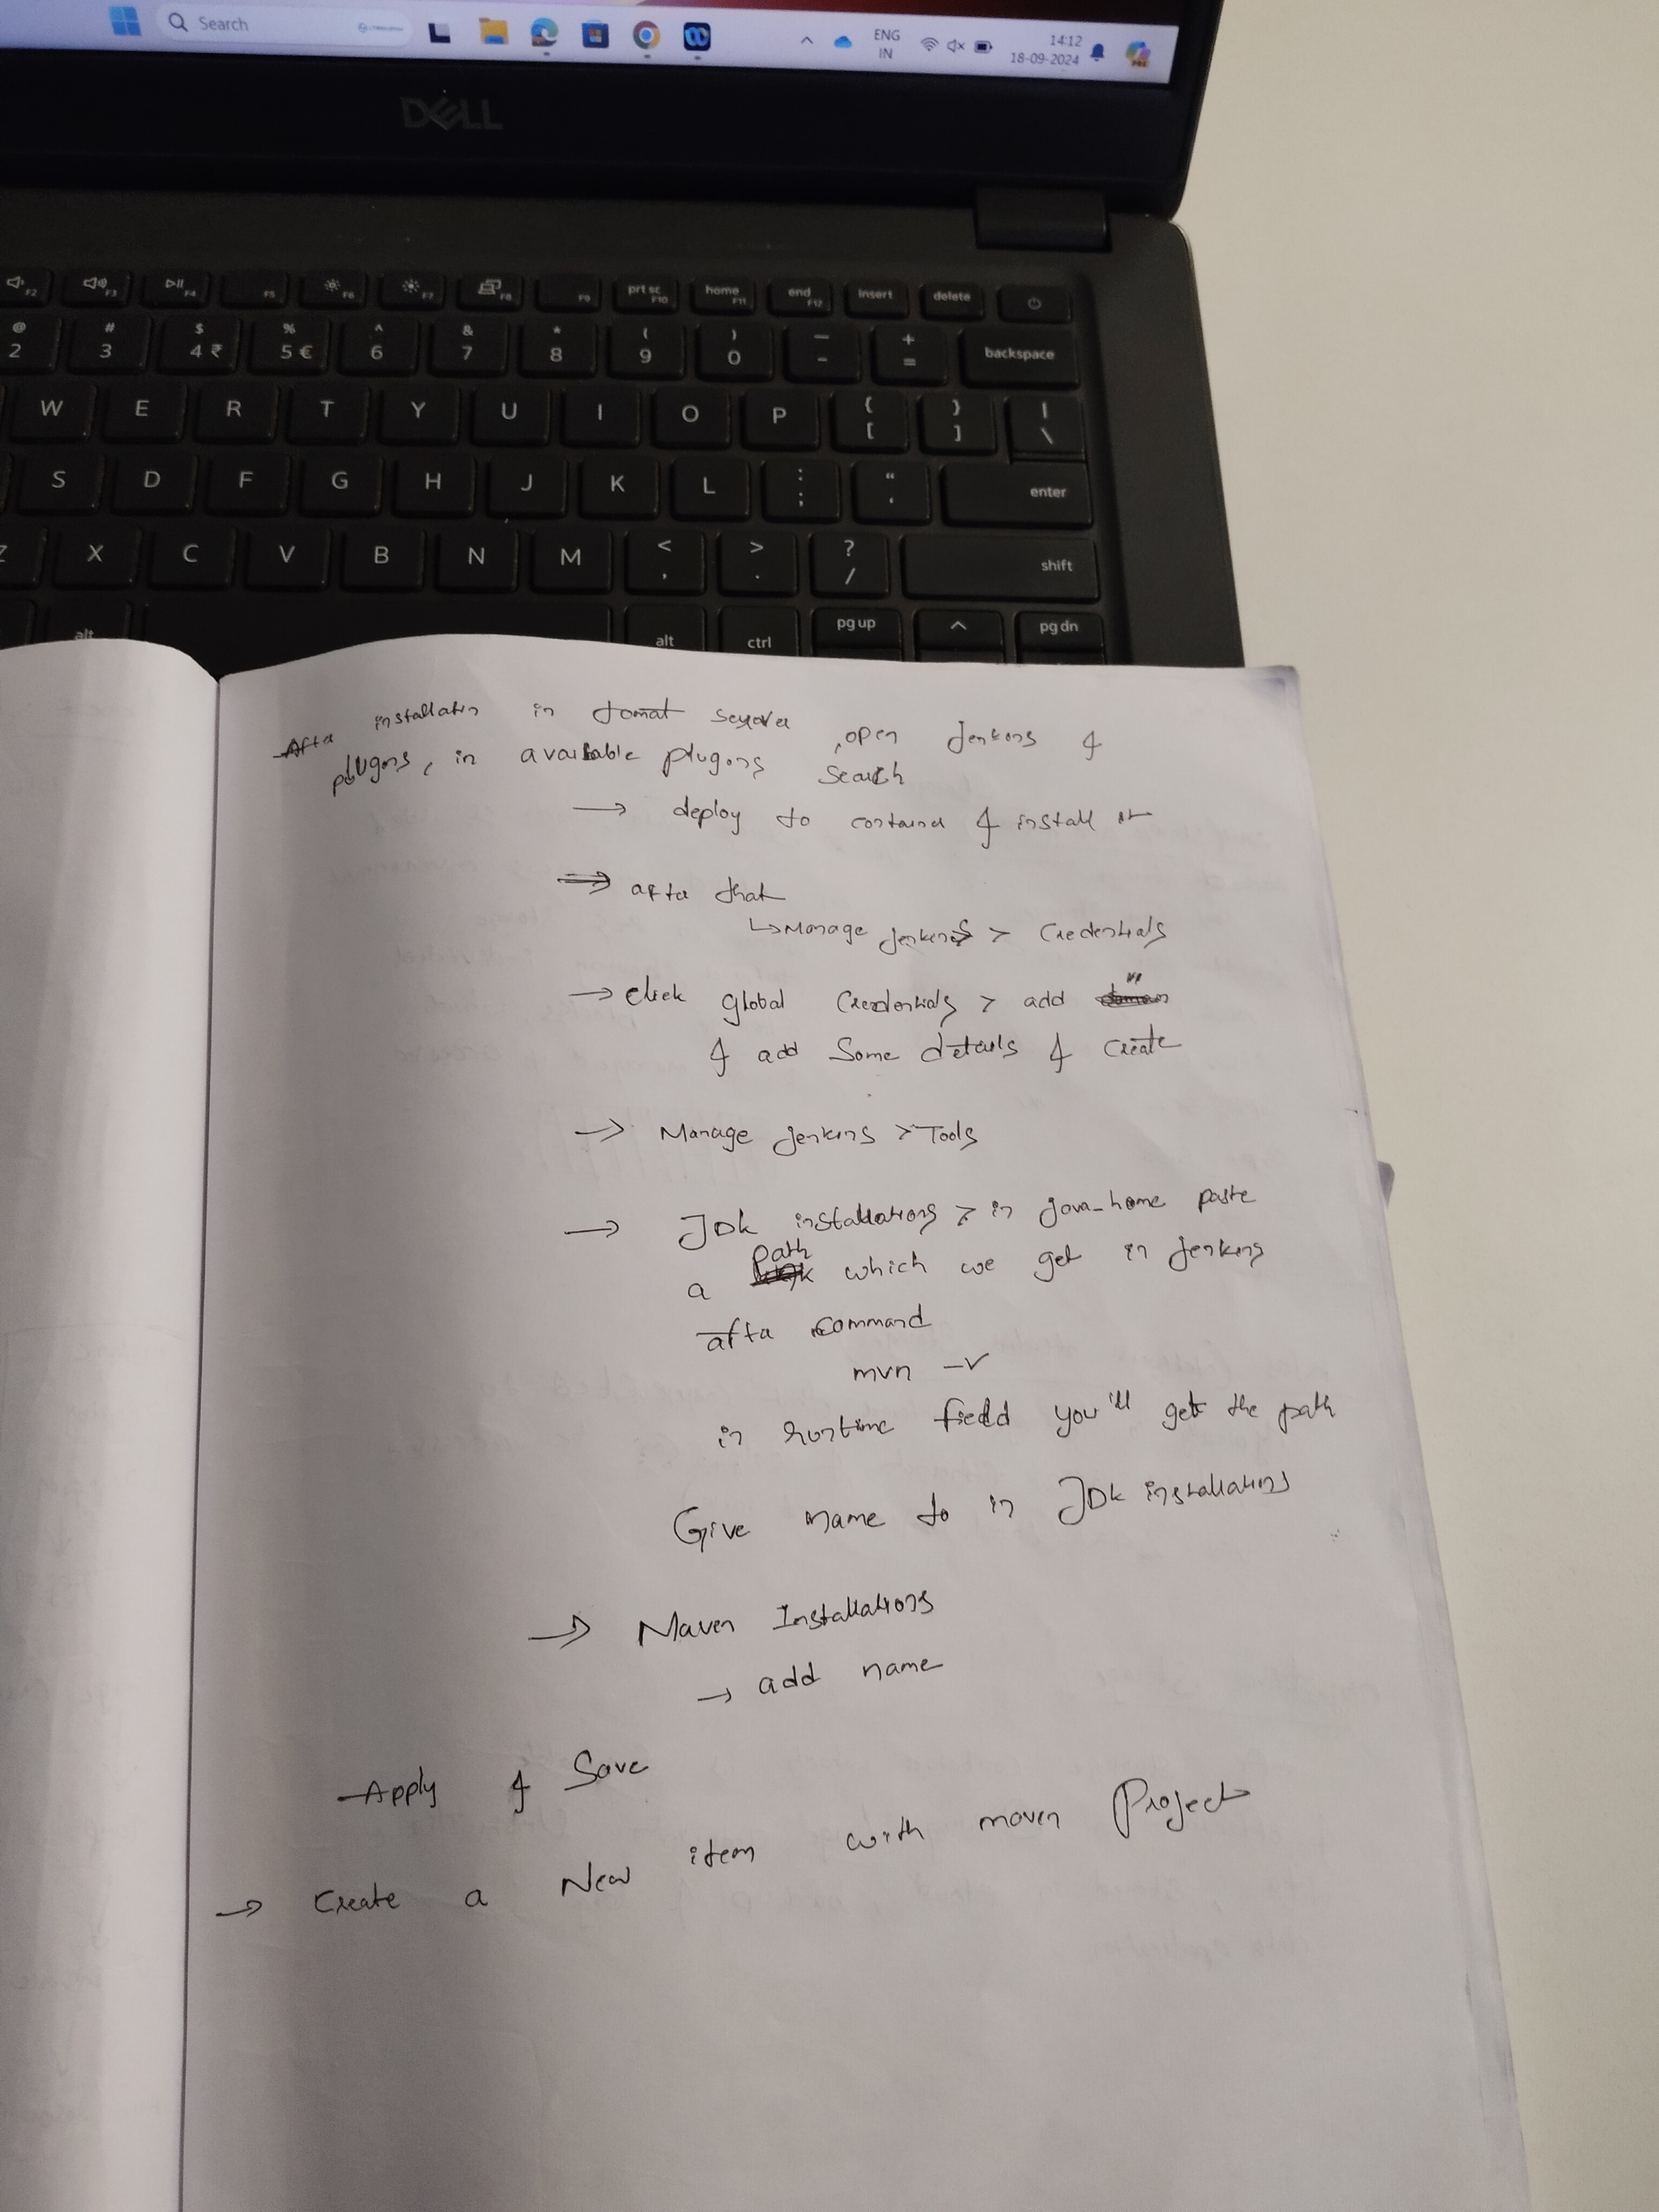 Search
ENG
IN
14:12
18-09-2024
DELL
F2 F3 F4 F5 F6 F7 F8 F9 prt sc F10 home F11 end F12 insert delete
@ 2 # 3 $ 4 ₹ % 5 € ^ 6 & 7 * 8 ( 9 ) 0 — - + = backspace
W E R T Y U I O P { [ } ] | \
S D F G H J K L : ; “ ' enter
Z X C V B N M < , > . ? / shift
alt alt ctrl pg up ^ pg dn
After installation in tomat server, open Jenkins &
plugons, in available plugons search
→ deploy to container & install it
⇒ after that
↳ Manage Jenkins > Credentials
→ click global Credentials > add
& add Some details & create
→ Manage Jenkins > Tools
→ JDK installations > in java_home paste
a path which we get in Jenkins
after command
mvn -v
in runtime field you'll get the path
Give name to in JDK installations
→ Maven Installations
→ add name
Apply & Save
→ Create a New item with maven Project